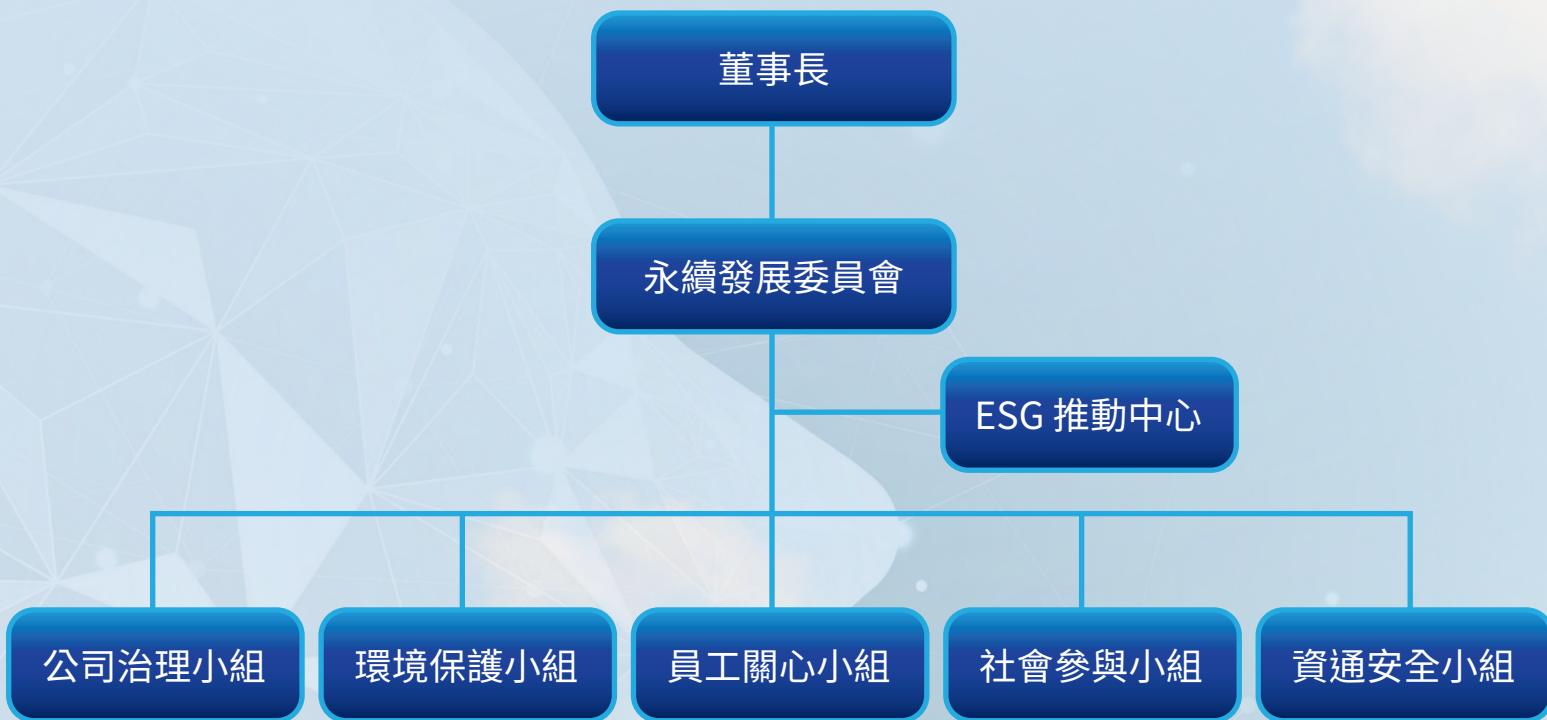 董事長
永續發展委員會
ESG 推動中心
公司治理小組
環境保護小組
員工關心小組
社會參與小組
資通安全小組